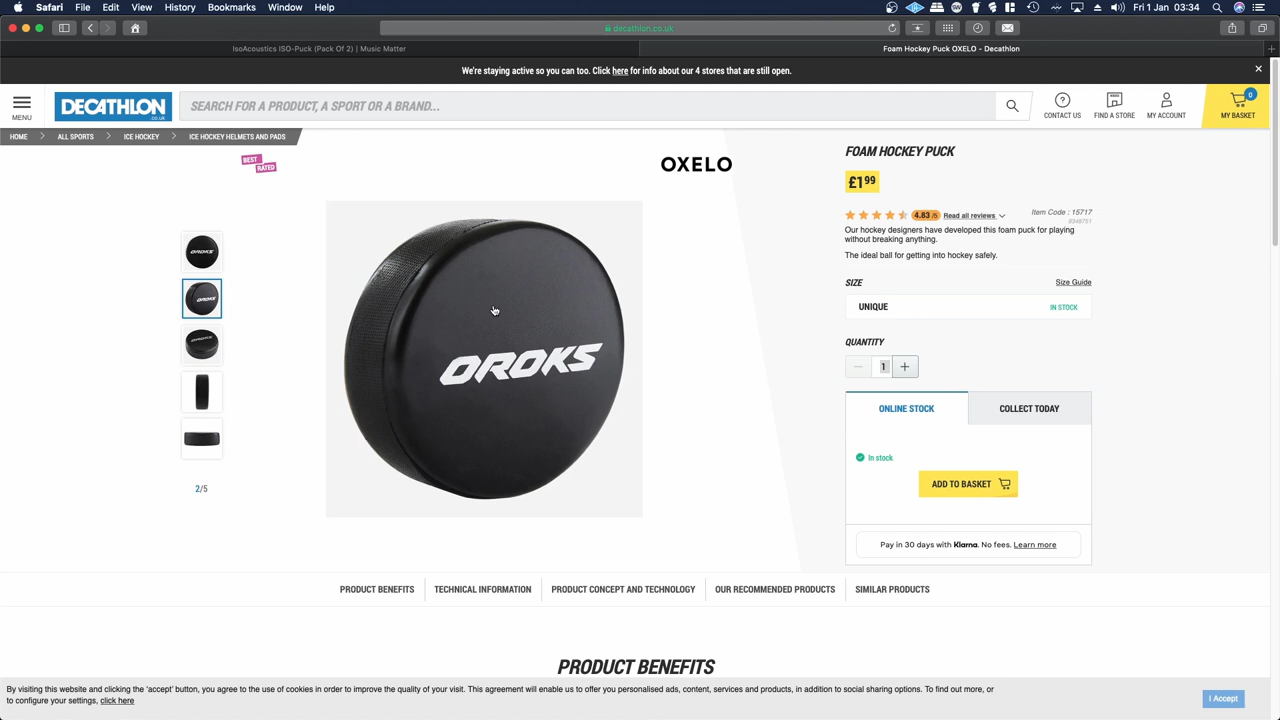 Safari File Edit View History Bookmarks Window Help
Fri 1 Jan 03:34
decathlon.co.uk
IsoAcoustics ISO-Puck (Pack Of 2) | Music Matter
Foam Hockey Puck OXELO - Decathlon
We're staying active so you can too. Click here for info about our 4 stores that are still open.
MENU
DECATHLON
.co.uk
SEARCH FOR A PRODUCT, A SPORT OR A BRAND...
CONTACT US
FIND A STORE
MY ACCOUNT
0
MY BASKET
HOME
ALL SPORTS
ICE HOCKEY
ICE HOCKEY HELMETS AND PADS
BEST
RATED
OXELO
OROKS
2/5
FOAM HOCKEY PUCK
£1.99
4.83 /5 Read all reviews
Item Code : 15717
Our hockey designers have developed this foam puck for playing
without breaking anything.
The ideal ball for getting into hockey safely.
SIZE
Size Guide
UNIQUE
IN STOCK
QUANTITY
1
ONLINE STOCK
COLLECT TODAY
In stock
ADD TO BASKET
Pay in 30 days with Klarna. No fees. Learn more
PRODUCT BENEFITS
TECHNICAL INFORMATION
PRODUCT CONCEPT AND TECHNOLOGY
OUR RECOMMENDED PRODUCTS
SIMILAR PRODUCTS
PRODUCT BENEFITS
By visiting this website and clicking the 'accept' button, you agree to the use of cookies in order to improve the quality of your visit. This agreement will enable us to offer you personalised ads, content, services and products, in addition to social sharing options. To find out more, or
to configure your settings, click here
I Accept